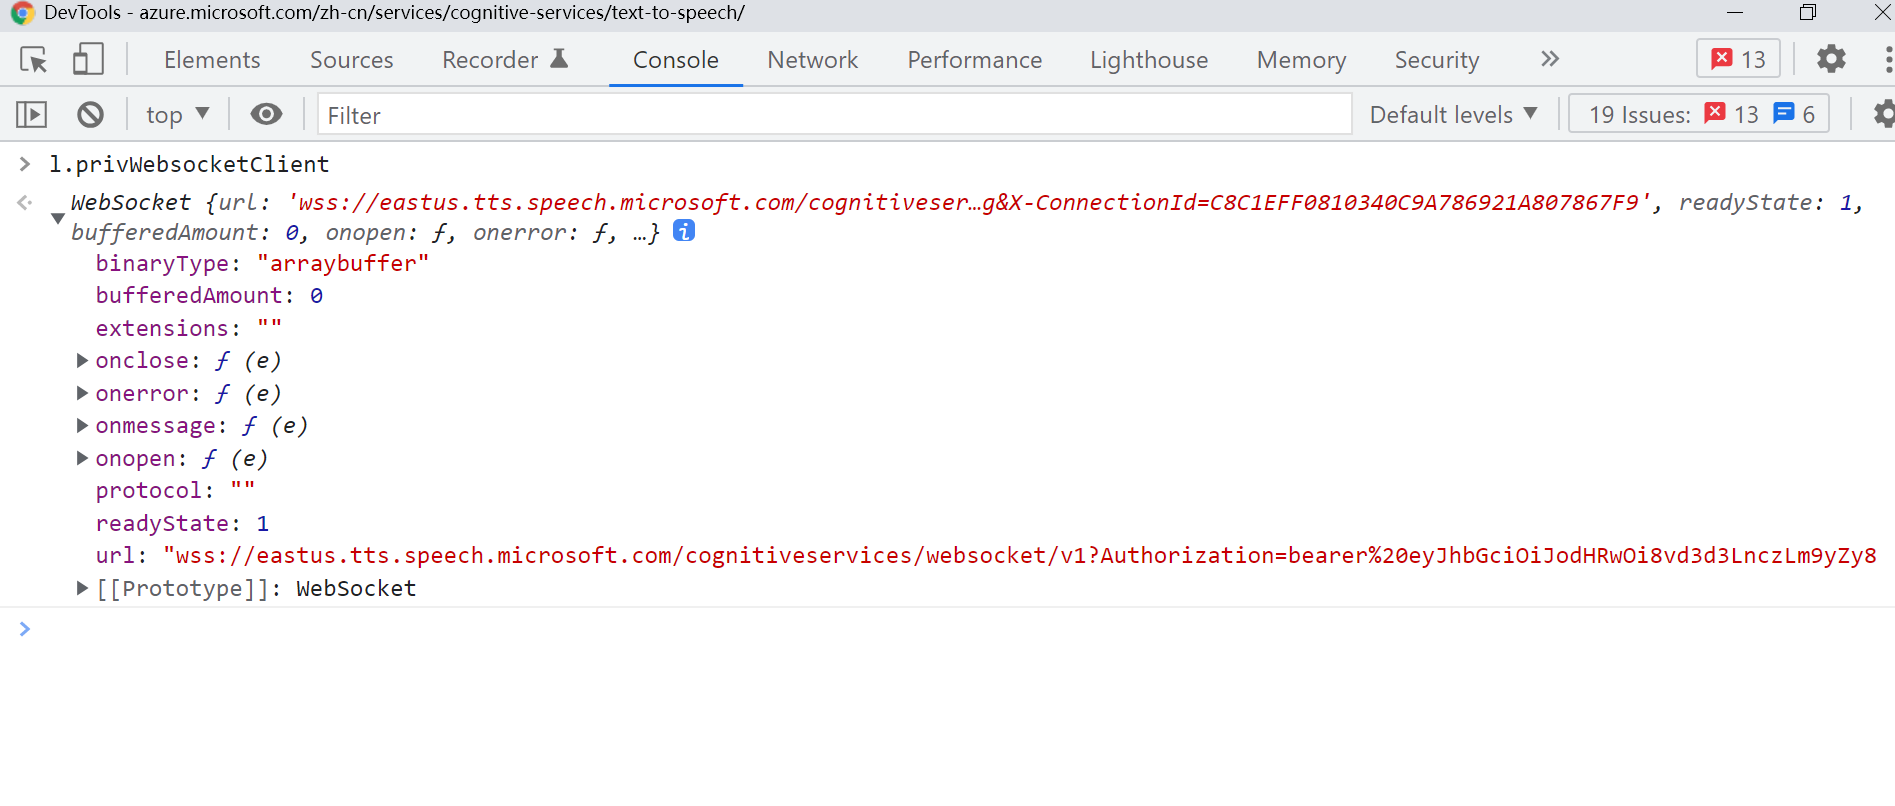 DevTools - azure.microsoft.com/zh-cn/services/cognitive-services/text-to-speech/
Elements Sources Recorder Console Network Performance Lighthouse Memory Security » 13
top ▼ Filter Default levels ▼ 19 Issues: 13 6
> l.privWebsocketClient
WebSocket {url: 'wss://eastus.tts.speech.microsoft.com/cognitiveser…g&X-ConnectionId=C8C1EFF0810340C9A786921A807867F9', readyState: 1,
bufferedAmount: 0, onopen: ƒ, onerror: ƒ, …} i
binaryType: "arraybuffer"
bufferedAmount: 0
extensions: ""
onclose: ƒ (e)
onerror: ƒ (e)
onmessage: ƒ (e)
onopen: ƒ (e)
protocol: ""
readyState: 1
url: "wss://eastus.tts.speech.microsoft.com/cognitiveservices/websocket/v1?Authorization=bearer%20eyJhbGciOiJodHRwOi8vd3d3LnczLm9yZy8
[[Prototype]]: WebSocket
>